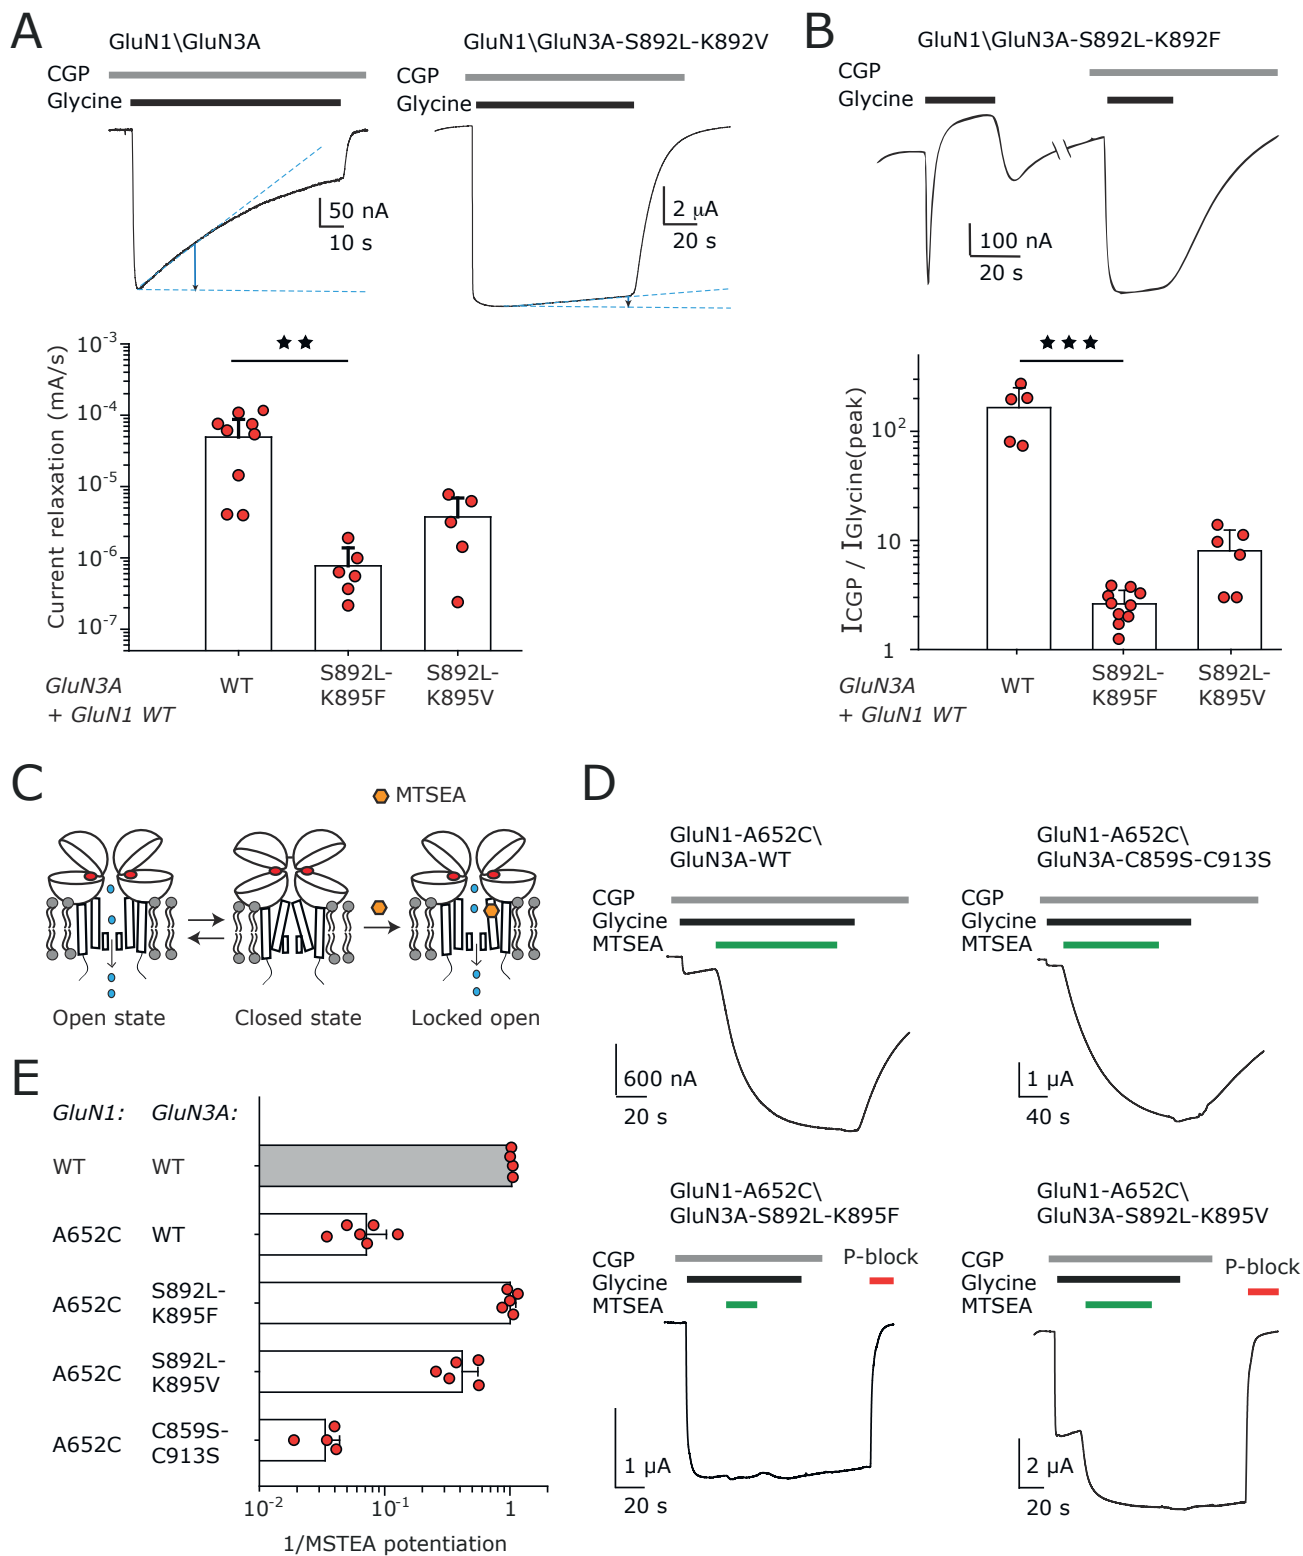 A
GluN1\GluN3A
CGP
Glycine
50 nA
10 s
GluN1\GluN3A-S892L-K892V
CGP
Glycine
2 μA
20 s
Current relaxation (mA/s)
10-3
10-4
10-5
10-6
10-7
★★
GluN3A
+ GluN1 WT
WT
S892L-
K895F
S892L-
K895V
B
GluN1\GluN3A-S892L-K892F
CGP
Glycine
100 nA
20 s
ICGP / IGlycine(peak)
102
10
1
★★★
GluN3A
+ GluN1 WT
WT
S892L-
K895F
S892L-
K895V
C
MTSEA
Open state
Closed state
Locked open
D
GluN1-A652C\
GluN3A-WT
CGP
Glycine
MTSEA
600 nA
20 s
GluN1-A652C\
GluN3A-C859S-C913S
1 μA
40 s
GluN1-A652C\
GluN3A-S892L-K895F
CGP
Glycine
MTSEA
P-block
1 μA
20 s
GluN1-A652C\
GluN3A-S892L-K895V
CGP
Glycine
MTSEA
P-block
2 μA
20 s
CGP
Glycine
MTSEA
E
GluN1: GluN3A:
WT WT
A652C WT
A652C S892L-
K895F
A652C S892L-
K895V
A652C C859S-
C913S
10-2 10-1 1
1/MSTEA potentiation